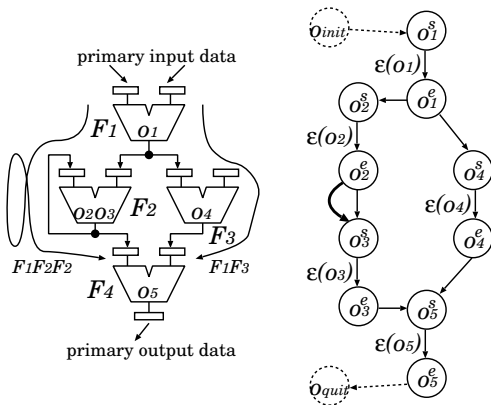 primary input data
F1
o1
o2o3
F2
o4
F3
F1F2F2
F1F3
F4
o5
primary output data
oinit
o1s
ε(o1)
o2s
o1e
ε(o2)
o2e
o4s
ε(o4)
o3s
o4e
ε(o3)
o3e
o5s
ε(o5)
oquit
o5e